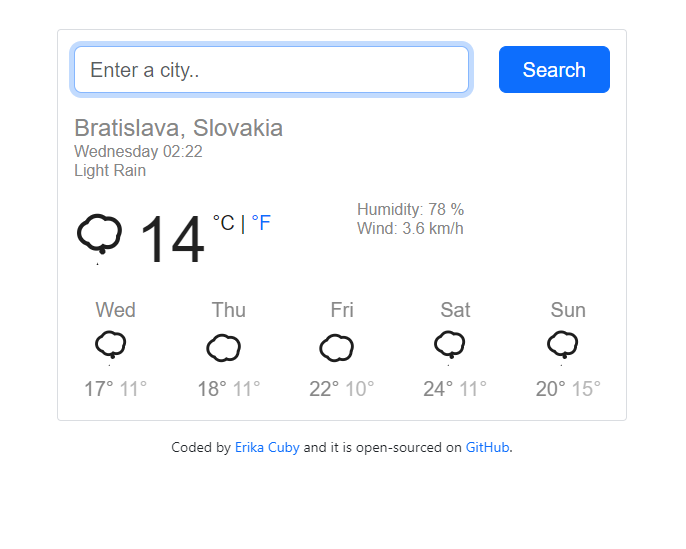 Enter a city..
Search
Bratislava, Slovakia
Wednesday 02:22
Light Rain
14 °C | °F
Humidity: 78 %
Wind: 3.6 km/h
Wed Thu Fri Sat Sun
17° 11° 18° 11° 22° 10° 24° 11° 20° 15°
Coded by Erika Cuby and it is open-sourced on GitHub.